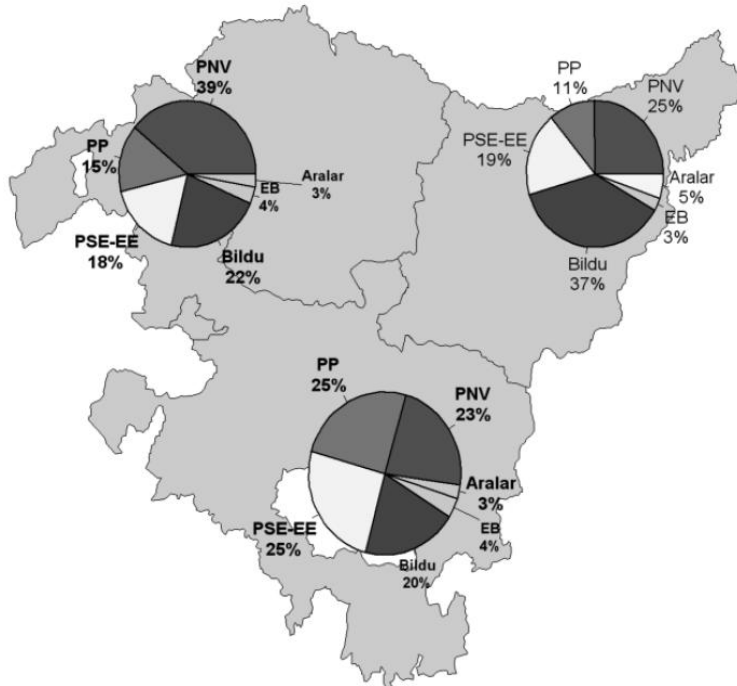 PNV
39%
PP
15%
Aralar
3%
EB
4%
PSE-EE
18%
Bildu
22%
PP
11%
PNV
25%
PSE-EE
19%
Aralar
5%
EB
3%
Bildu
37%
PP
25%
PNV
23%
Aralar
3%
PSE-EE
25%
EB
4%
Bildu
20%